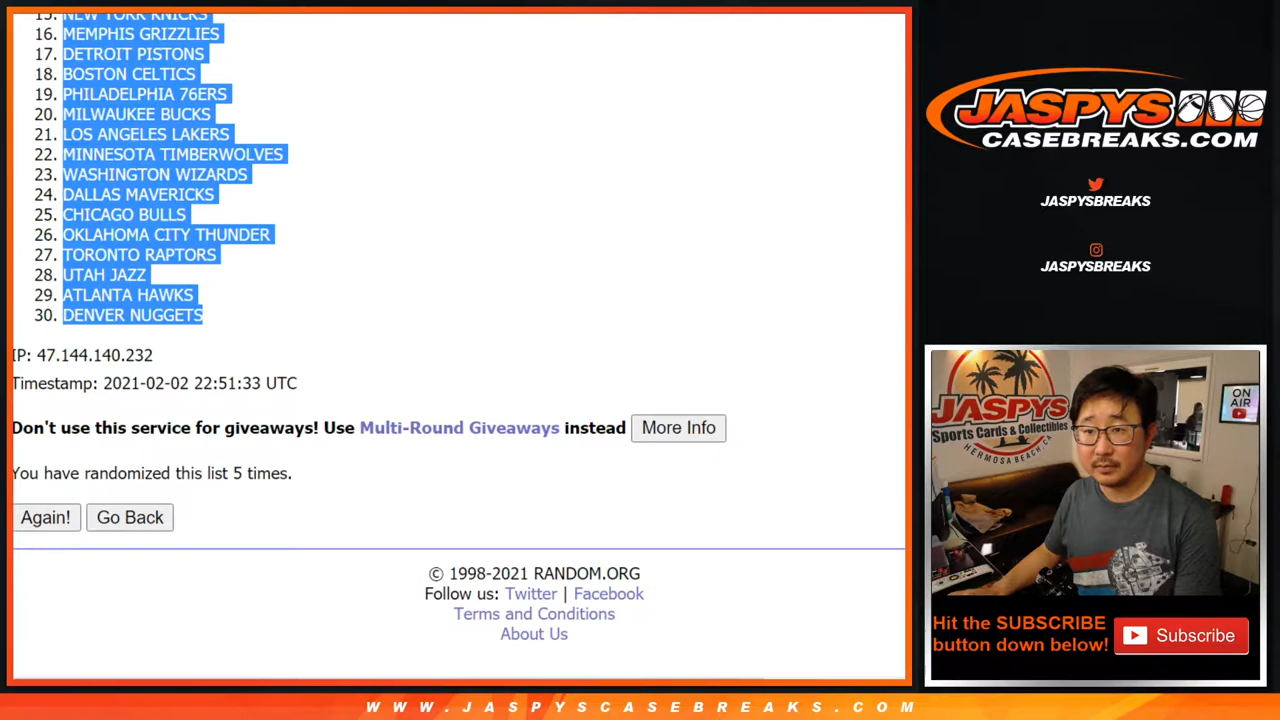 15. NEW YORK KNICKS
16. MEMPHIS GRIZZLIES
17. DETROIT PISTONS
18. BOSTON CELTICS
19. PHILADELPHIA 76ERS
20. MILWAUKEE BUCKS
21. LOS ANGELES LAKERS
22. MINNESOTA TIMBERWOLVES
23. WASHINGTON WIZARDS
24. DALLAS MAVERICKS
25. CHICAGO BULLS
26. OKLAHOMA CITY THUNDER
27. TORONTO RAPTORS
28. UTAH JAZZ
29. ATLANTA HAWKS
30. DENVER NUGGETS
IP: 47.144.140.232
Timestamp: 2021-02-02 22:51:33 UTC
Don't use this service for giveaways! Use Multi-Round Giveaways instead More Info
You have randomized this list 5 times.
Again! Go Back
© 1998-2021 RANDOM.ORG
Follow us: Twitter | Facebook
Terms and Conditions
About Us
JASPYS
CASEBREAKS.COM
JASPYSBREAKS
JASPYSBREAKS
JASPYS
Sports Cards & Collectibles
HERMOSA BEACH, CA
ON
AIR
Hit the SUBSCRIBE
button down below!
Subscribe
WWW.JASPYSCASEBREAKS.COM